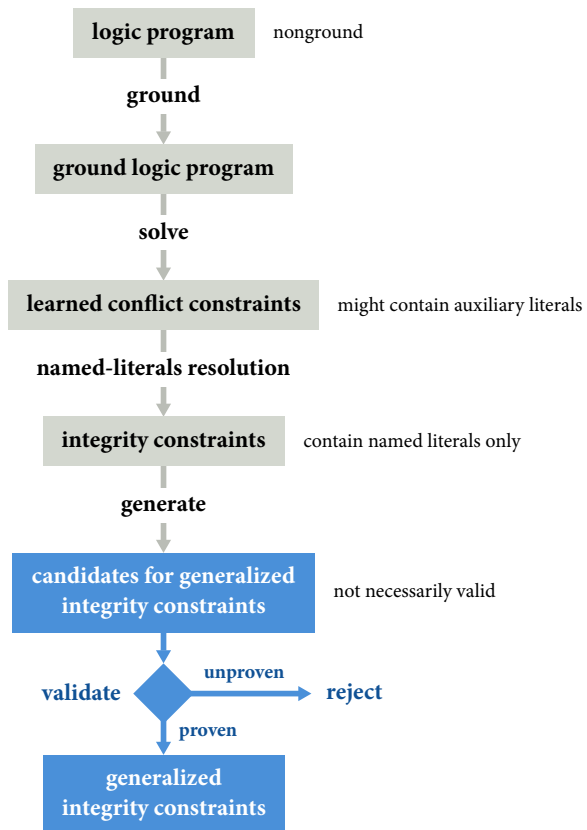 logic program nonground
ground
ground logic program
solve
learned conflict constraints might contain auxiliary literals
named-literals resolution
integrity constraints contain named literals only
generate
candidates for generalized
integrity constraints
not necessarily valid
unproven
validate
reject
proven
generalized
integrity constraints